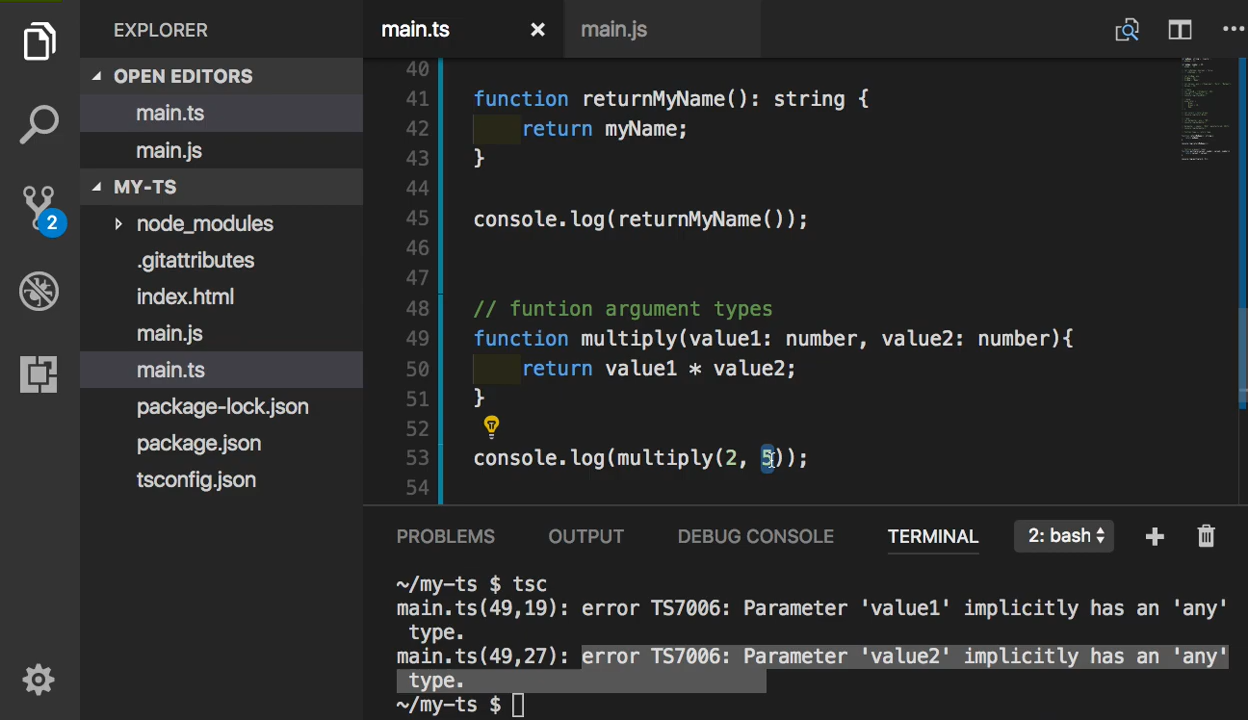 EXPLORER
OPEN EDITORS
main.ts
main.js
MY-TS
node_modules
.gitattributes
index.html
main.js
main.ts
package-lock.json
package.json
tsconfig.json
2
main.ts
main.js
40
41 function returnMyName(): string {
42 return myName;
43 }
44
45 console.log(returnMyName());
46
47
48 // funtion argument types
49 function multiply(value1: number, value2: number){
50 return value1 * value2;
51 }
52
53 console.log(multiply(2, 5));
54
PROBLEMS OUTPUT DEBUG CONSOLE TERMINAL 2: bash
~/my-ts $ tsc
main.ts(49,19): error TS7006: Parameter 'value1' implicitly has an 'any'
type.
main.ts(49,27): error TS7006: Parameter 'value2' implicitly has an 'any'
type.
~/my-ts $